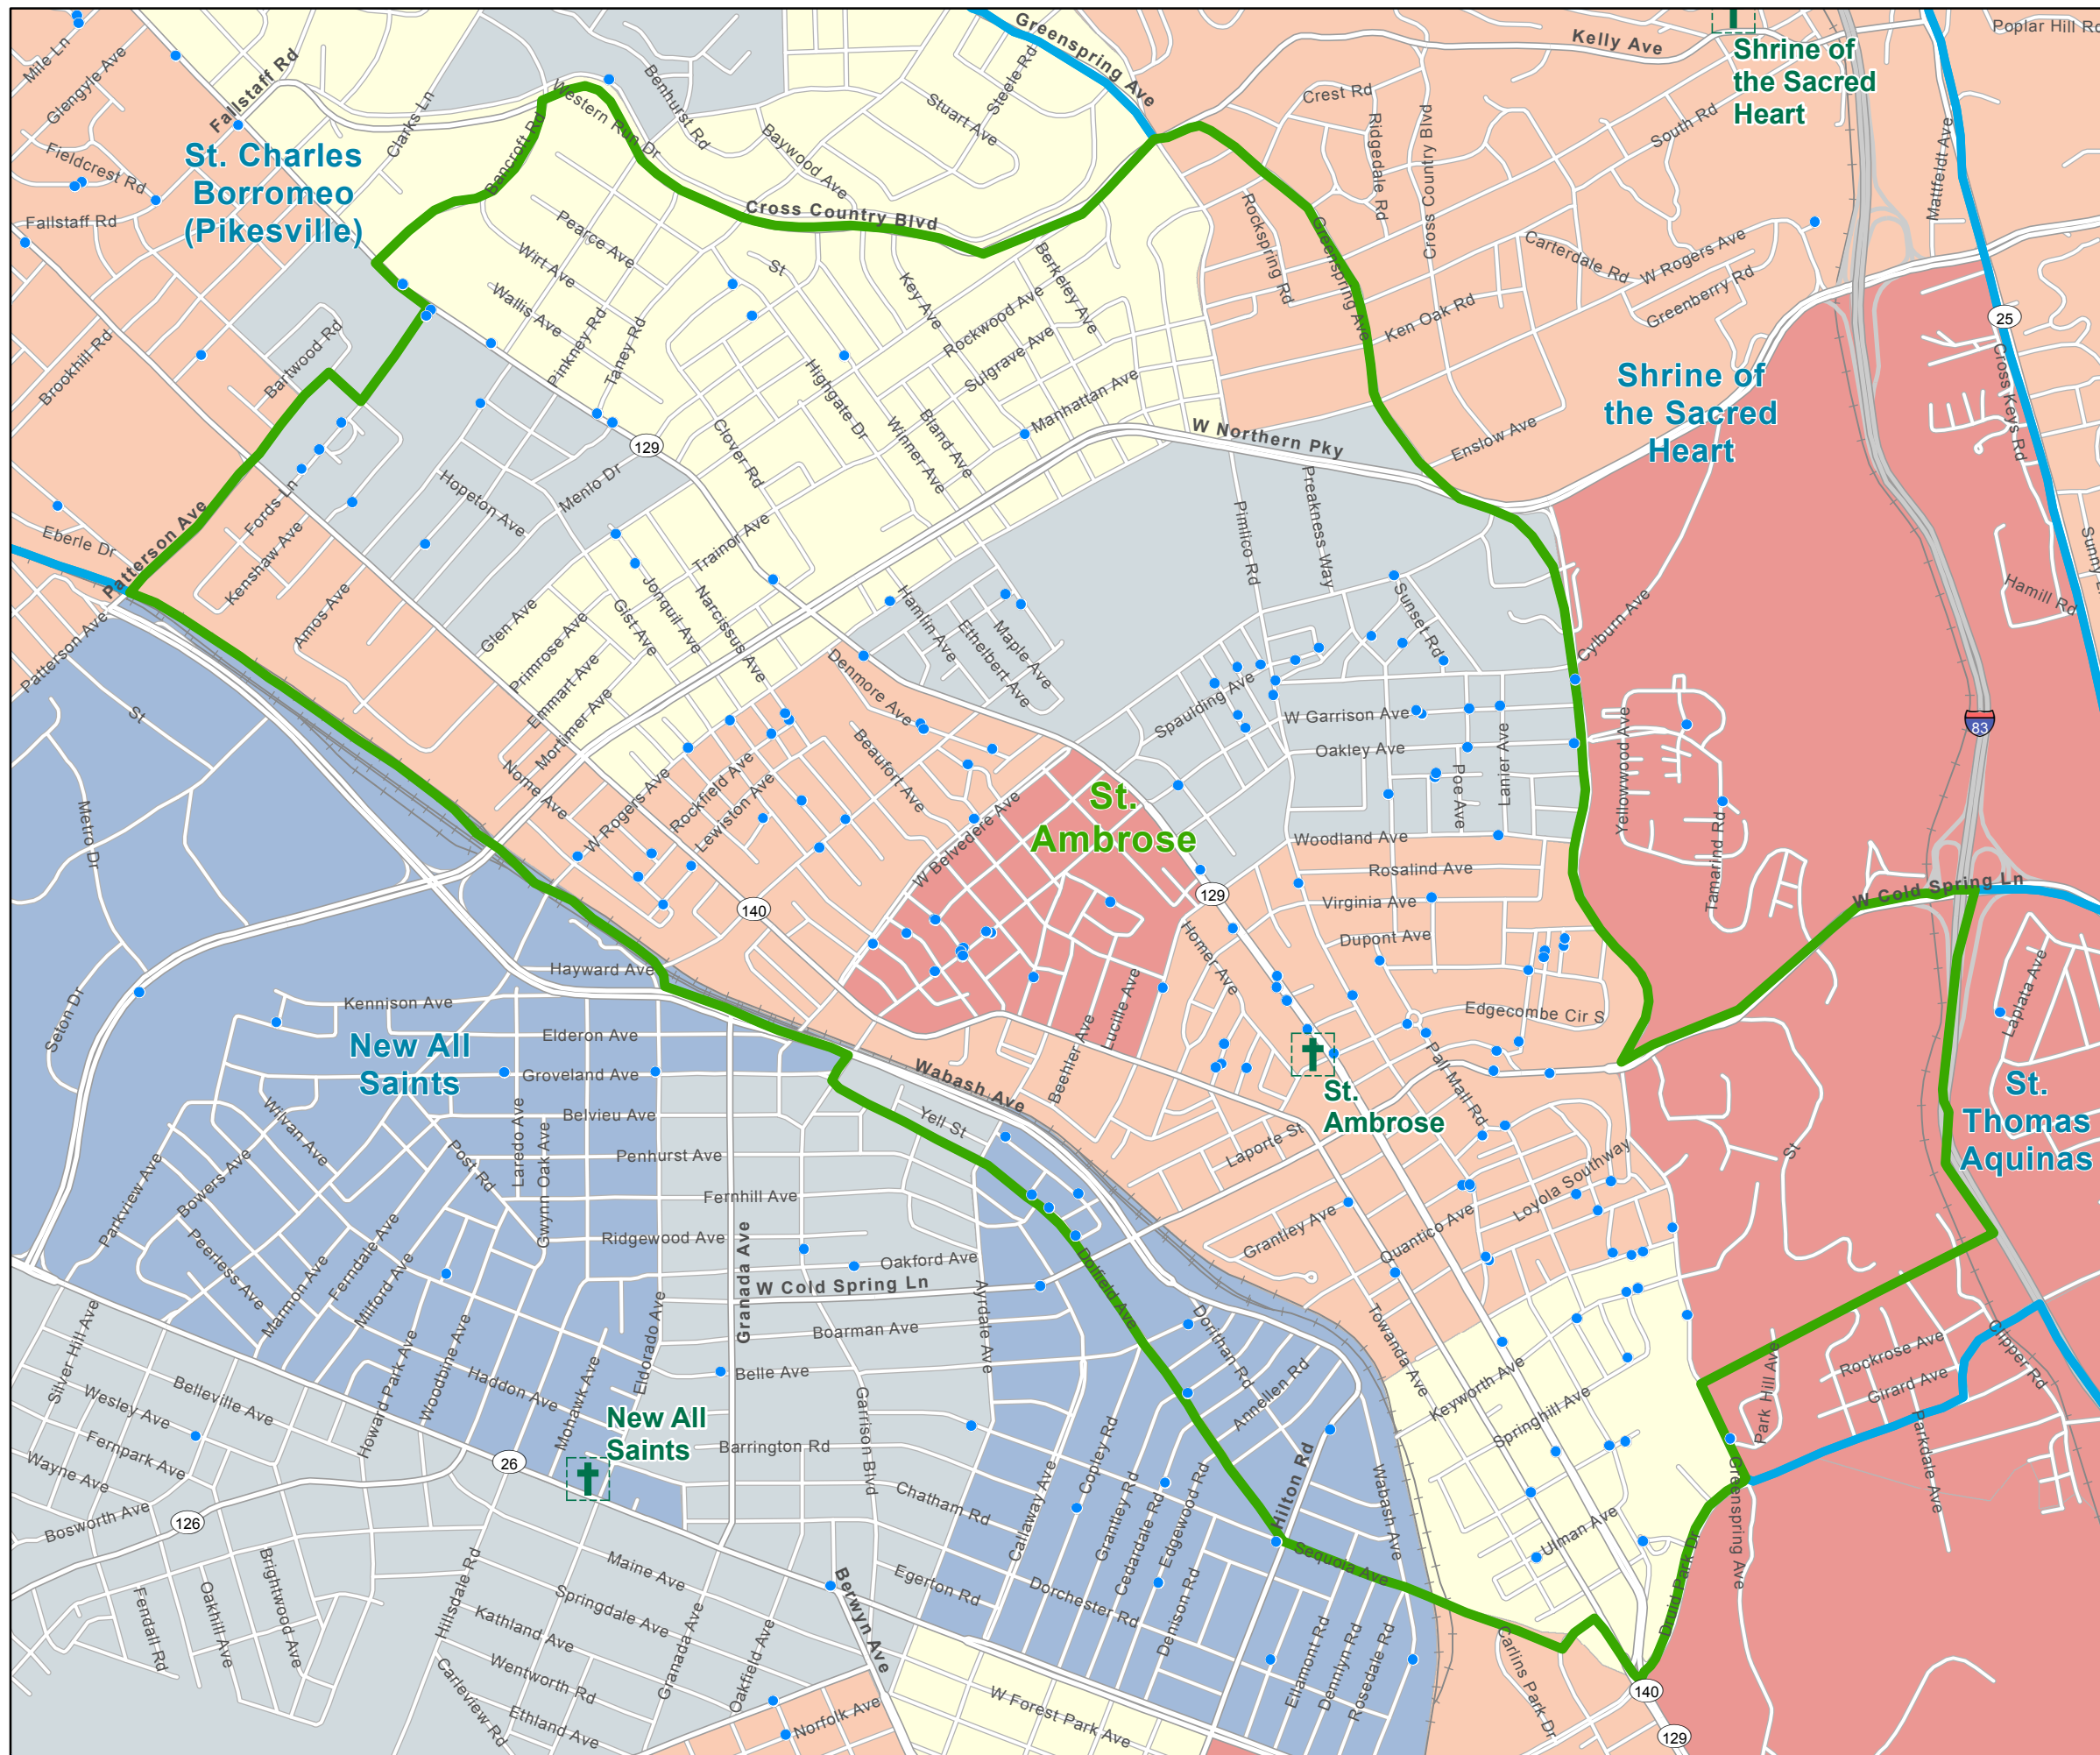 Mile Ln
Glengyle Ave
Fallstaff Rd
Clarks Ln
Fieldcrest Rd
Fallstaff Rd
St. Charles
Borromeo
(Pikesville)
Bancroft Rd
Western Run Dr
Benhurst Rd
Baywood Ave
Stuart Ave
Steele Rd
Greenspring Ave
Kelly Ave
Shrine of
the Sacred
Heart
Poplar Hill Rd
Crest Rd
Ridgedale Rd
Cross Country Blvd
South Rd
Mattfeldt Ave
Cross Country Blvd
Pearce Ave
Wirt Ave
Wallis Ave
Pinkney Rd
Taney Rd
St
Key Ave
Berkeley Ave
Rockwood Ave
Sulgrave Ave
Manhattan Ave
Highgate Dr
Winner Ave
Bland Ave
Clover Rd
Rockspring Rd
Greenspring Ave
Carterdale Rd
W Rogers Ave
Greenberry Rd
Ken Oak Rd
Enslow Ave
25
Cross Keys Rd
Brookhill Rd
Bartwood Rd
129
W Northern Pky
Shrine of
the Sacred
Heart
Eberle Dr
Patterson Ave
Fords Ln
Kenshaw Ave
Hopeton Ave
Menlo Dr
Trainor Ave
Amos Ave
Patterson Ave
Glen Ave
Primrose Ave
Emmart Ave
Mortimer Ave
Gist Ave
Jonquil Ave
Narcissus Ave
Hamlin Ave
Ethelbert Ave
Maple Ave
Pimlico Rd
Preakness Way
Sunset Rd
Cylburn Ave
Hamill Rd
St
Metro Dr
Nome Ave
W Rogers Ave
Rockfield Ave
Lewiston Ave
Denmore Ave
Beaufort Ave
W Belvedere Ave
St.
Ambrose
Spaulding Ave
W Garrison Ave
Oakley Ave
Poe Ave
Lanier Ave
Woodland Ave
Rosalind Ave
Virginia Ave
Dupont Ave
Yellowwood Ave
Tamarind Rd
83
W Cold Spring Ln
140
129
Homer Ave
Lucille Ave
Beehler Ave
Edgecombe Cir S
Laplata Ave
Seton Dr
Hayward Ave
Kennison Ave
Elderon Ave
New All
Saints
Groveland Ave
Belvieu Ave
Wabash Ave
Yell St
St.
Ambrose
Pall Mall Rd
Laporte St
Loyola Southway
St
St.
Thomas
Aquinas
Wilvan Ave
Parkview Ave
Bowers Ave
Post Rd
Laredo Ave
Gwynn Oak Ave
Penhurst Ave
Fernhill Ave
Ridgewood Ave
Granada Ave
Oakford Ave
W Cold Spring Ln
Grantley Ave
Quantico Ave
Peerless Ave
Marmon Ave
Ferndale Ave
Milford Ave
Boarman Ave
Ayrdale Ave
Dolfield Ave
Dorithan Rd
Towanda Ave
Keyworth Ave
Springhill Ave
Park Hill Ave
Rockrose Ave
Girard Ave
Clipper Rd
Parkdale Ave
Silver Hill Ave
Wesley Ave
Belleville Ave
Fernpark Ave
Wayne Ave
Howard Park Ave
Woodbine Ave
Haddon Ave
Mohawk Ave
Eldorado Ave
Belle Ave
New All
Saints
Barrington Rd
Garrison Blvd
Annellen Rd
Hilton Rd
26
126
Bosworth Ave
Chatham Rd
Callaway Ave
Copley Rd
Grantley Rd
Cedardale Rd
Edgewood Rd
Wabash Ave
Ulman Ave
Greenspring Ave
Druid Park Dr
Fendall Rd
Oakhill Ave
Brightwood Ave
Hillsdale Rd
Maine Ave
Springdale Ave
Kathland Ave
Wentworth Rd
Ethland Ave
Carleview Rd
Granada Ave
Oakfield Ave
Berwyn Ave
Egerton Rd
Dorchester Rd
Denison Rd
Sequoia Ave
Ellamont Rd
Dennlyn Rd
Rosedale Rd
Carlins Park Dr
Norfolk Ave
W Forest Park Ave
140
129